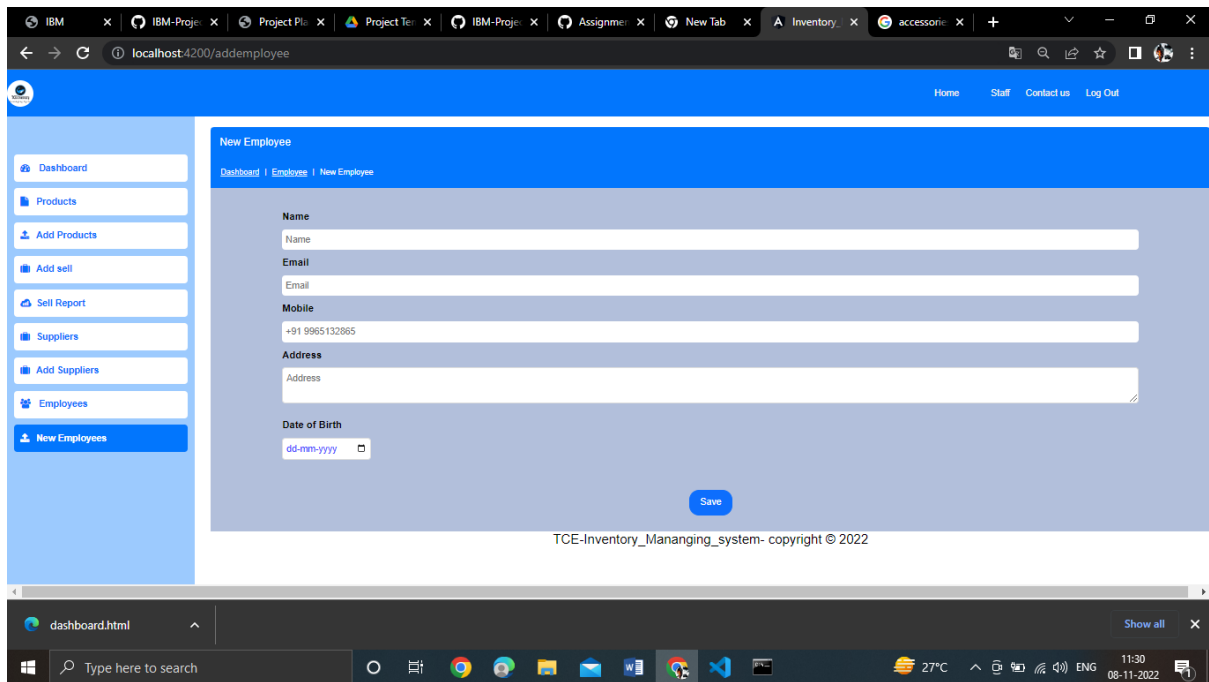 IBM
IBM-Projec
Project Pla
Project Ten
IBM-Projec
Assignmen
New Tab
Inventory_
accessorie
localhost:4200/addemployee
Home Staff Contact us Log Out
New Employee
Dashboard | Employee | New Employee
Dashboard
Products
Add Products
Add sell
Sell Report
Suppliers
Add Suppliers
Employees
New Employees
Name
Name
Email
Email
Mobile
+91 9965132865
Address
Address
Date of Birth
dd-mm-yyyy
Save
TCE-Inventory_Mananging_system- copyright © 2022
dashboard.html
Show all
Type here to search
27°C
ENG
11:30
08-11-2022
1